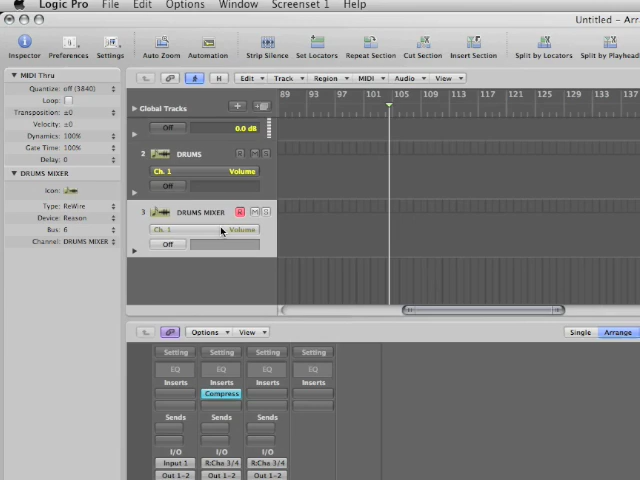 Logic Pro File Edit Options Window Screenset 1 Help
Untitled - Arra
Inspector Preferences Settings Auto Zoom Automation Strip Silence Set Locators Repeat Section Cut Section Insert Section Split by Locators Split by Playhead
MIDI Thru
Quantize: off (3840)
Loop:
Transposition: ±0
Velocity: ±0
Dynamics: 100%
Gate Time: 100%
Delay: 0
DRUMS MIXER
Icon:
Type: ReWire
Device: Reason
Bus: 6
Channel: DRUMS MIXER
H Edit Track Region MIDI Audio View
89 93 97 101 105 109 113 117 121 125 129 133 137
Global Tracks
Off 0.0 dB
2 DRUMS R M S
Ch. 1 Volume
Off
3 DRUMS MIXER R M S
Ch. 1 Volume
Off
Options View Single Arrange
Setting Setting Setting Setting
EQ EQ EQ EQ
Inserts Inserts Inserts Inserts
Compress
Sends Sends Sends
I/O I/O I/O
Input 1 R:Cha 3/4 R:Cha 3/4
Out 1-2 Out 1-2 Out 1-2